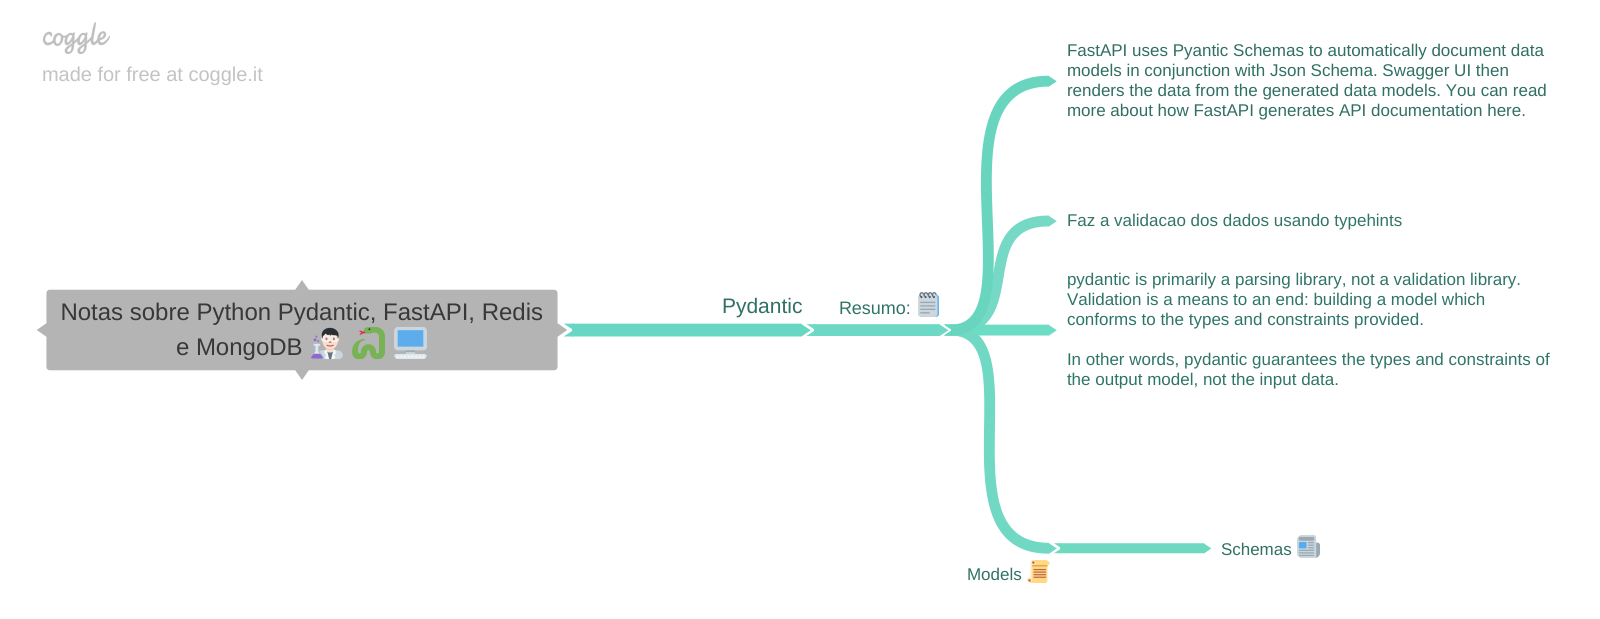 coggle
made for free at coggle.it
Notas sobre Python Pydantic, FastAPI, Redis
e MongoDB
Pydantic
Resumo:
FastAPI uses Pyantic Schemas to automatically document data
models in conjunction with Json Schema. Swagger UI then
renders the data from the generated data models. You can read
more about how FastAPI generates API documentation here.
Faz a validacao dos dados usando typehints
pydantic is primarily a parsing library, not a validation library.
Validation is a means to an end: building a model which
conforms to the types and constraints provided.
In other words, pydantic guarantees the types and constraints of
the output model, not the input data.
Models
Schemas